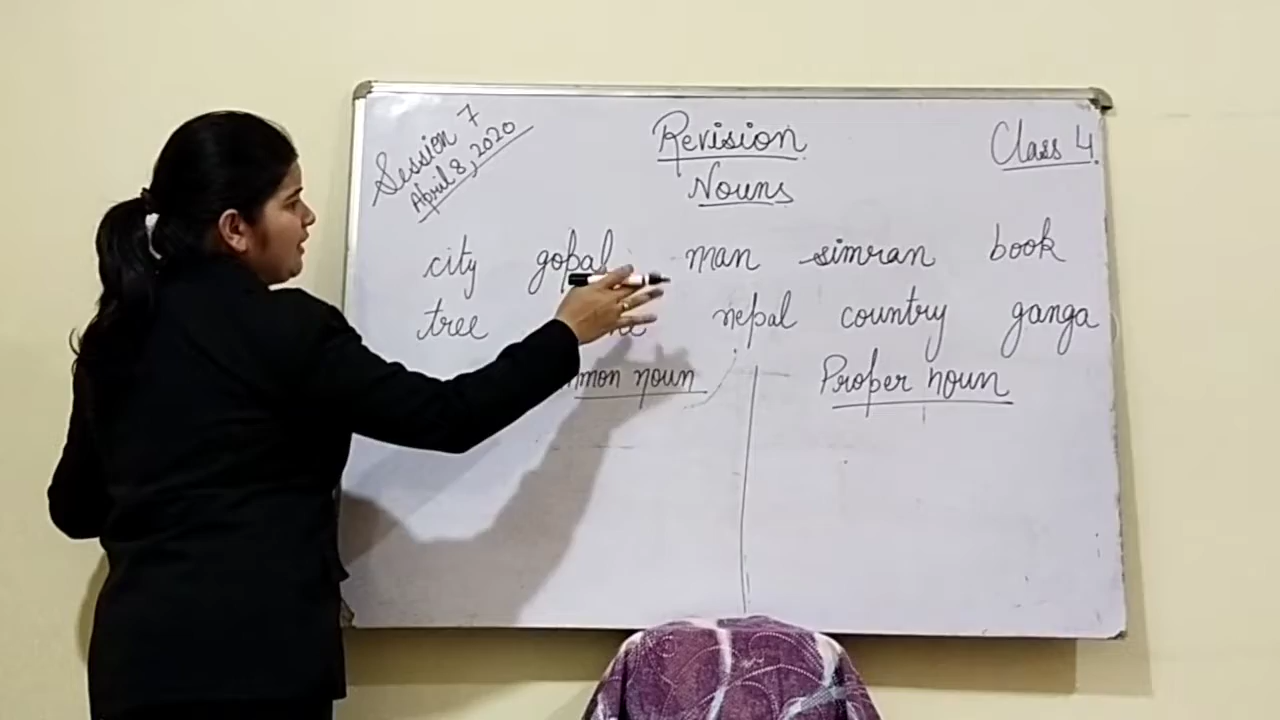 Session 7
April 8, 2020
Revision
Nouns
Class 4.
city gopal man simran book
tree nepal country ganga
noun
Proper noun